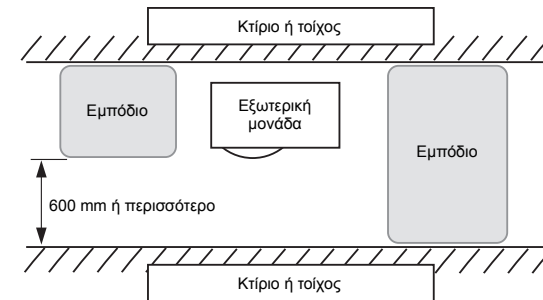 Κτίριο ή τοίχος
Εμπόδιο
Εξωτερική
μονάδα
Εμπόδιο
600 mm ή περισσότερο
Κτίριο ή τοίχος